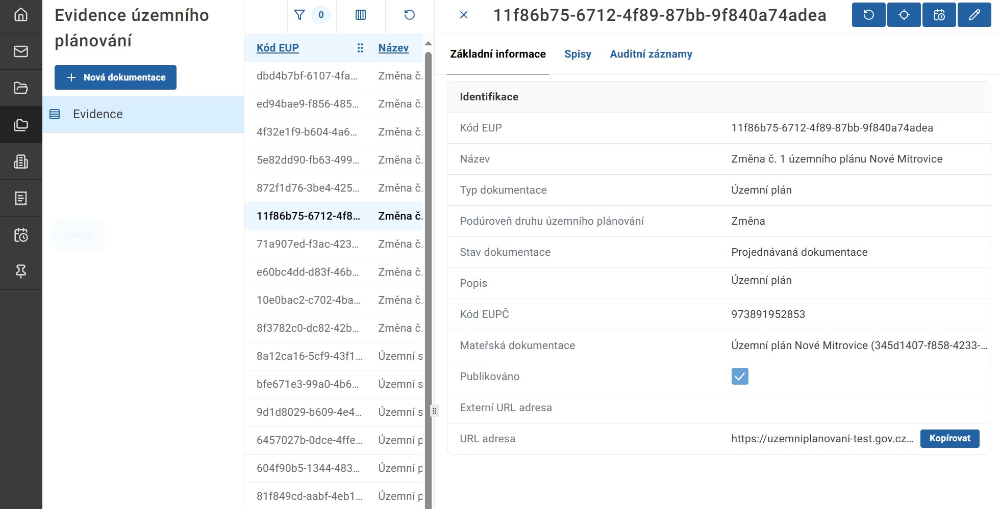 Evidence územního
plánování
Nová dokumentace
Evidence
Úkoly
0
Kód EUP Název
dbd4b7bf-6107-4fa... Změna č.
ed94bae9-f856-485... Změna č.
4f32e1f9-b604-4a6... Změna č.
5e82dd90-fb63-499... Změna č.
872f1d76-3be4-425... Změna č.
11f86b75-6712-4f8... Změna č.
71a907ed-f3ac-423... Změna č.
e60bc4dd-d83f-46b... Změna č.
10e0bac2-c702-4ba... Změna č.
8f3782c0-dc82-42b... Změna č.
8a12ca16-5cf9-43f1... Územní s
bfe671e3-99a0-4b6... Územní s
9d1d8029-b609-4e4... Územní s
6457027b-0dce-4ffe... Územní p
604f90b5-1344-483... Územní p
81f849cd-aabf-4eb1... Územní p
11f86b75-6712-4f89-87bb-9f840a74adea
Základní informace Spisy Auditní záznamy
Identifikace
Kód EUP 11f86b75-6712-4f89-87bb-9f840a74adea
Název Změna č. 1 územního plánu Nové Mitrovice
Typ dokumentace Územní plán
Podúroveň druhu územního plánování Změna
Stav dokumentace Projednávaná dokumentace
Popis Územní plán
Kód EUPČ 973891952853
Mateřská dokumentace Územní plán Nové Mitrovice (345d1407-f858-4233-...
Publikováno
Externí URL adresa
URL adresa https://uzemniplanovani-test.gov.cz... Kopírovat